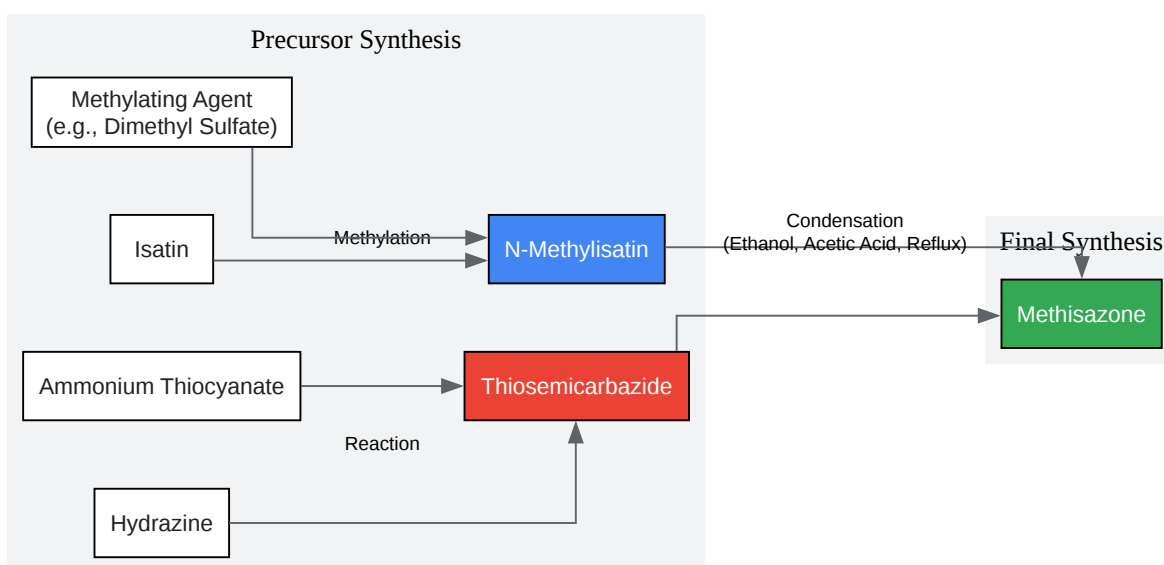 Precursor Synthesis
Methylating Agent
(e.g., Dimethyl Sulfate)
Isatin
Methylation
N-Methylisatin
Condensation
(Ethanol, Acetic Acid, Reflux)
Final Synthesis
Methisazone
Ammonium Thiocyanate
Thiosemicarbazide
Reaction
Hydrazine